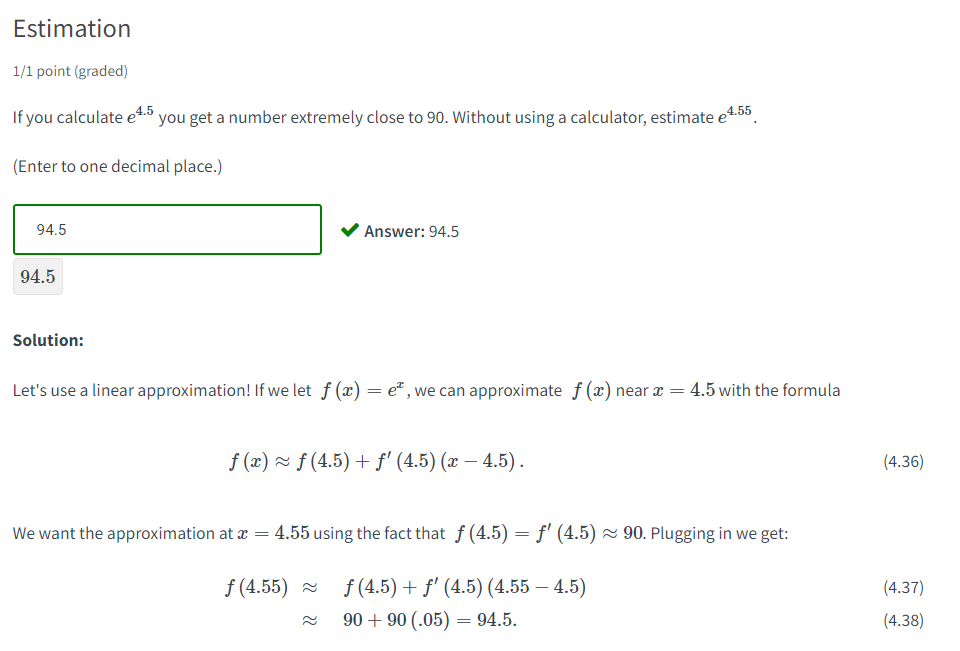 Estimation
1/1 point (graded)
If you calculate e^4.5 you get a number extremely close to 90. Without using a calculator, estimate e^4.55.
(Enter to one decimal place.)
94.5
✔ Answer: 94.5
94.5
Solution:
Let's use a linear approximation! If we let f (x) = e^x, we can approximate f (x) near x = 4.5 with the formula
f (x) ≈ f (4.5) + f′ (4.5) (x − 4.5) . (4.36)
We want the approximation at x = 4.55 using the fact that f (4.5) = f′ (4.5) ≈ 90. Plugging in we get:
f (4.55) ≈ f (4.5) + f′ (4.5) (4.55 − 4.5) (4.37)
≈ 90 + 90 (.05) = 94.5. (4.38)